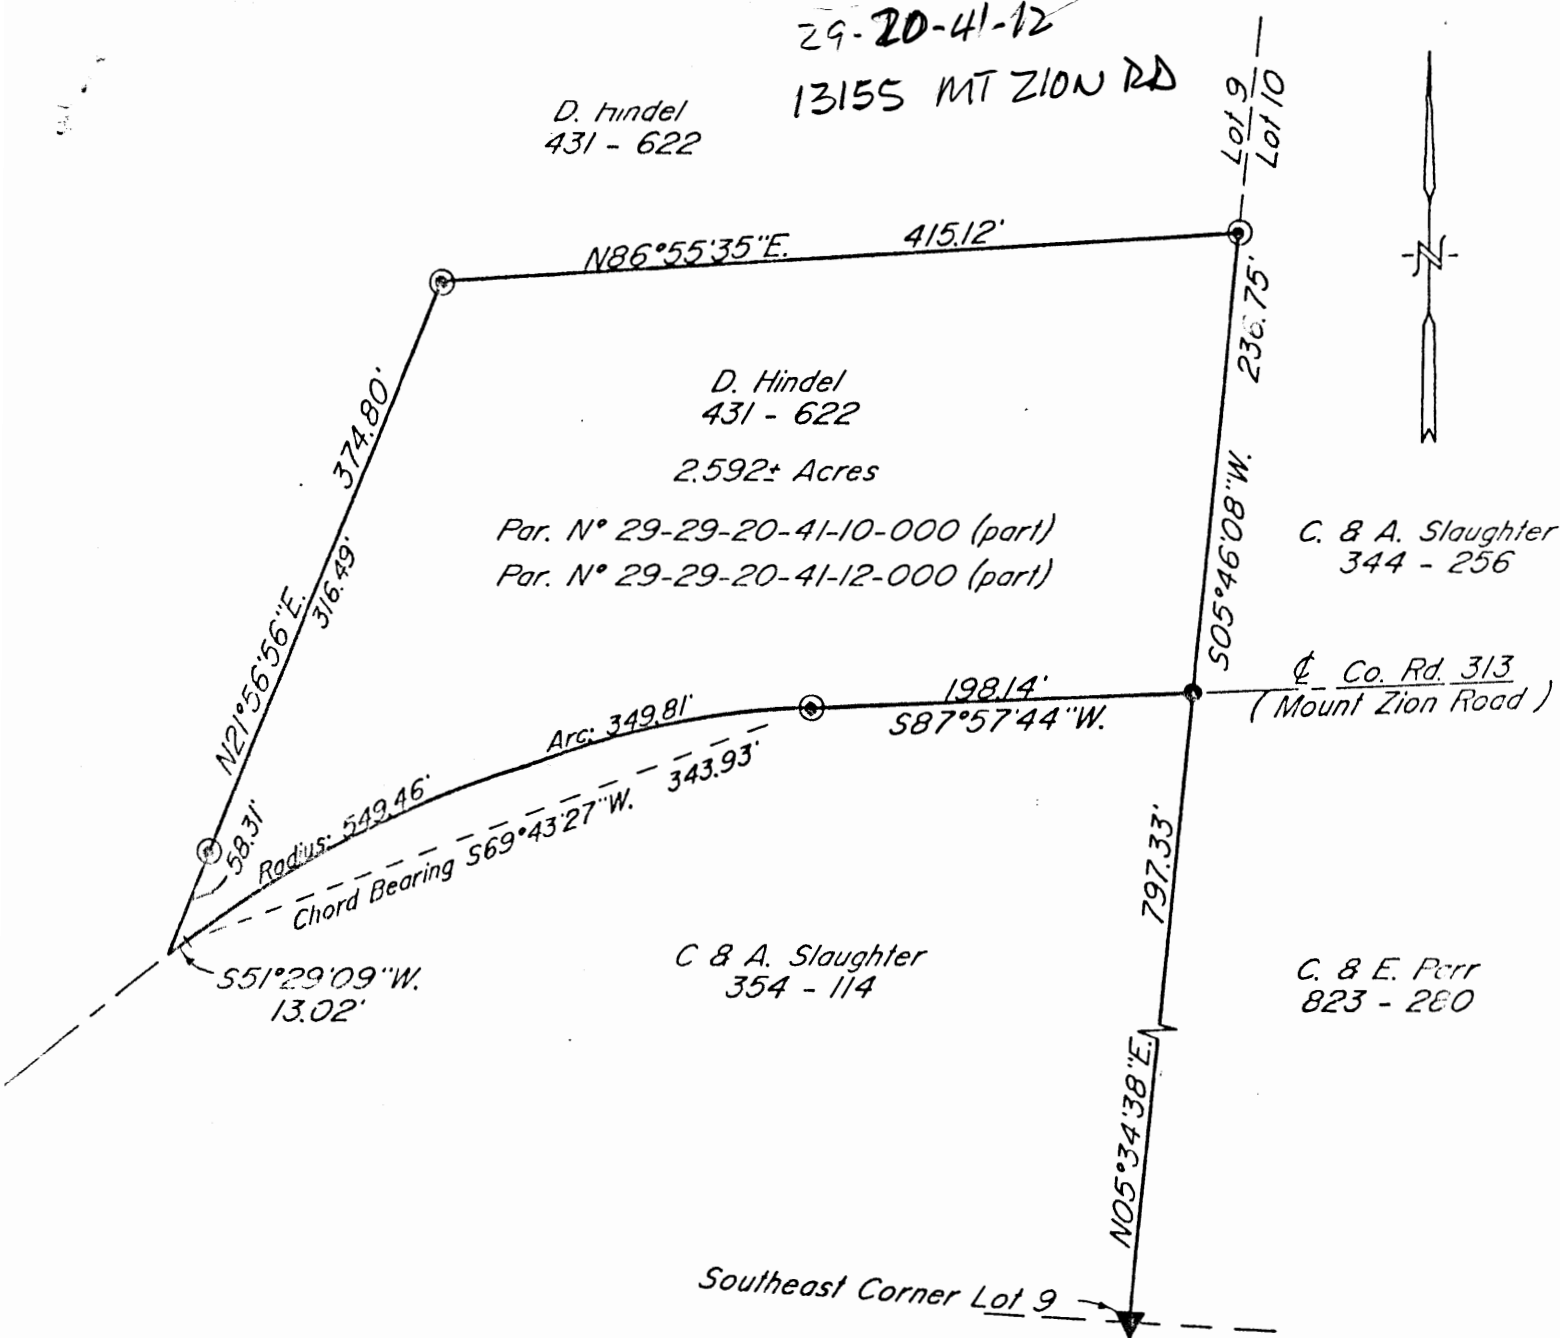 29-20-41-12
13155 MT ZION RD
D. Hindel
431 - 622
Lot 9
Lot 10
N86°55'35"E. 415.12'
236.75'
S05°46'08"W.
374.80'
316.49'
N21°56'56"E.
58.31'
D. Hindel
431 - 622
2.592± Acres
Par. N° 29-29-20-41-10-000 (part)
Par. N° 29-29-20-41-12-000 (part)
C. & A. Slaughter
344 - 256
℄ Co. Rd. 313
(Mount Zion Road)
198.14'
S87°57'44"W.
Arc: 349.81'
Radius: 549.46'
Chord Bearing S69°43'27"W. 343.93'
S51°29'09"W.
13.02'
C & A. Slaughter
354 - 114
797.33'
N05°34'38"E.
C. & E. Parr
823 - 280
Southeast Corner Lot 9
N